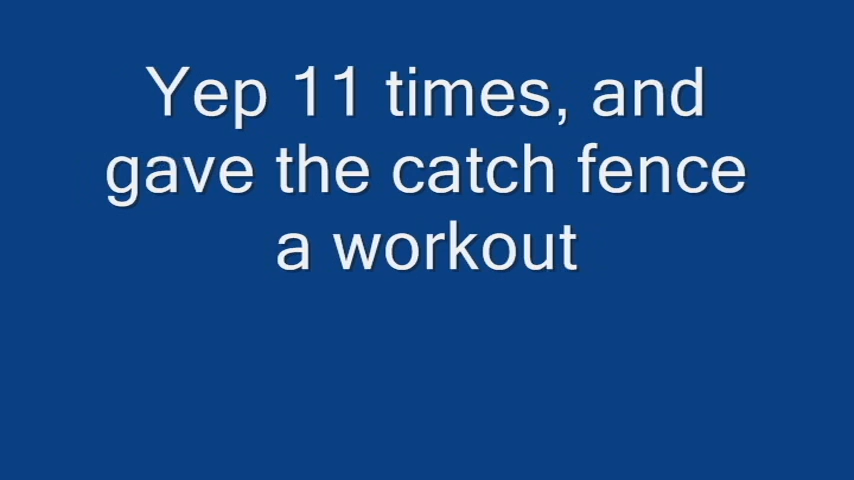 Yep 11 times, and
gave the catch fence
a workout